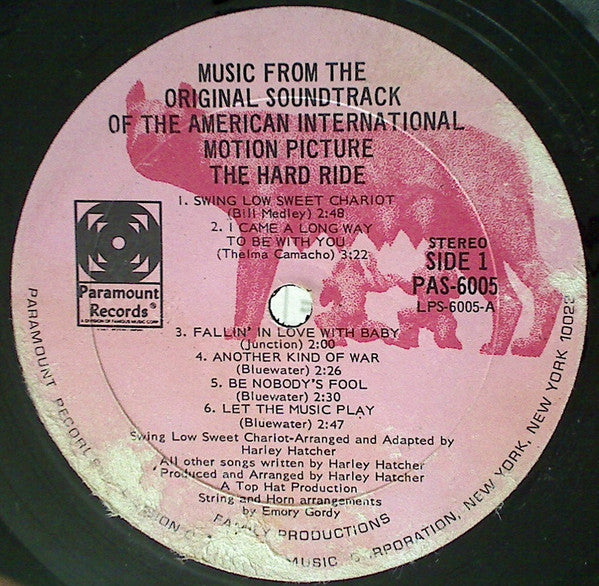 MUSIC FROM THE
ORIGINAL SOUNDTRACK
OF THE AMERICAN INTERNATIONAL
MOTION PICTURE
THE HARD RIDE
1. SWING LOW SWEET CHARIOT
(Bill Medley) 2:48
2. I CAME A LONG WAY
TO BE WITH YOU
(Thelma Camacho) 3:22
STEREO
SIDE 1
PAS-6005
LPS-6005-A
Paramount
Records®
A DIVISION OF FAMOUS MUSIC CORP.
3. FALLIN' IN LOVE WITH BABY
(Junction) 2:00
4. ANOTHER KIND OF WAR
(Bluewater) 2:26
5. BE NOBODY'S FOOL
(Bluewater) 2:30
6. LET THE MUSIC PLAY
(Bluewater) 2:47
Swing Low Sweet Chariot-Arranged and Adapted by
Harley Hatcher
All other songs written by Harley Hatcher
Produced and Arranged by Harley Hatcher
A Top Hat Production
String and Horn arrangements
by Emory Gordy
FAMILY PRODUCTIONS
PARAMOUNT RECORDS MUSIC CORPORATION, NEW YORK, NEW YORK 10023